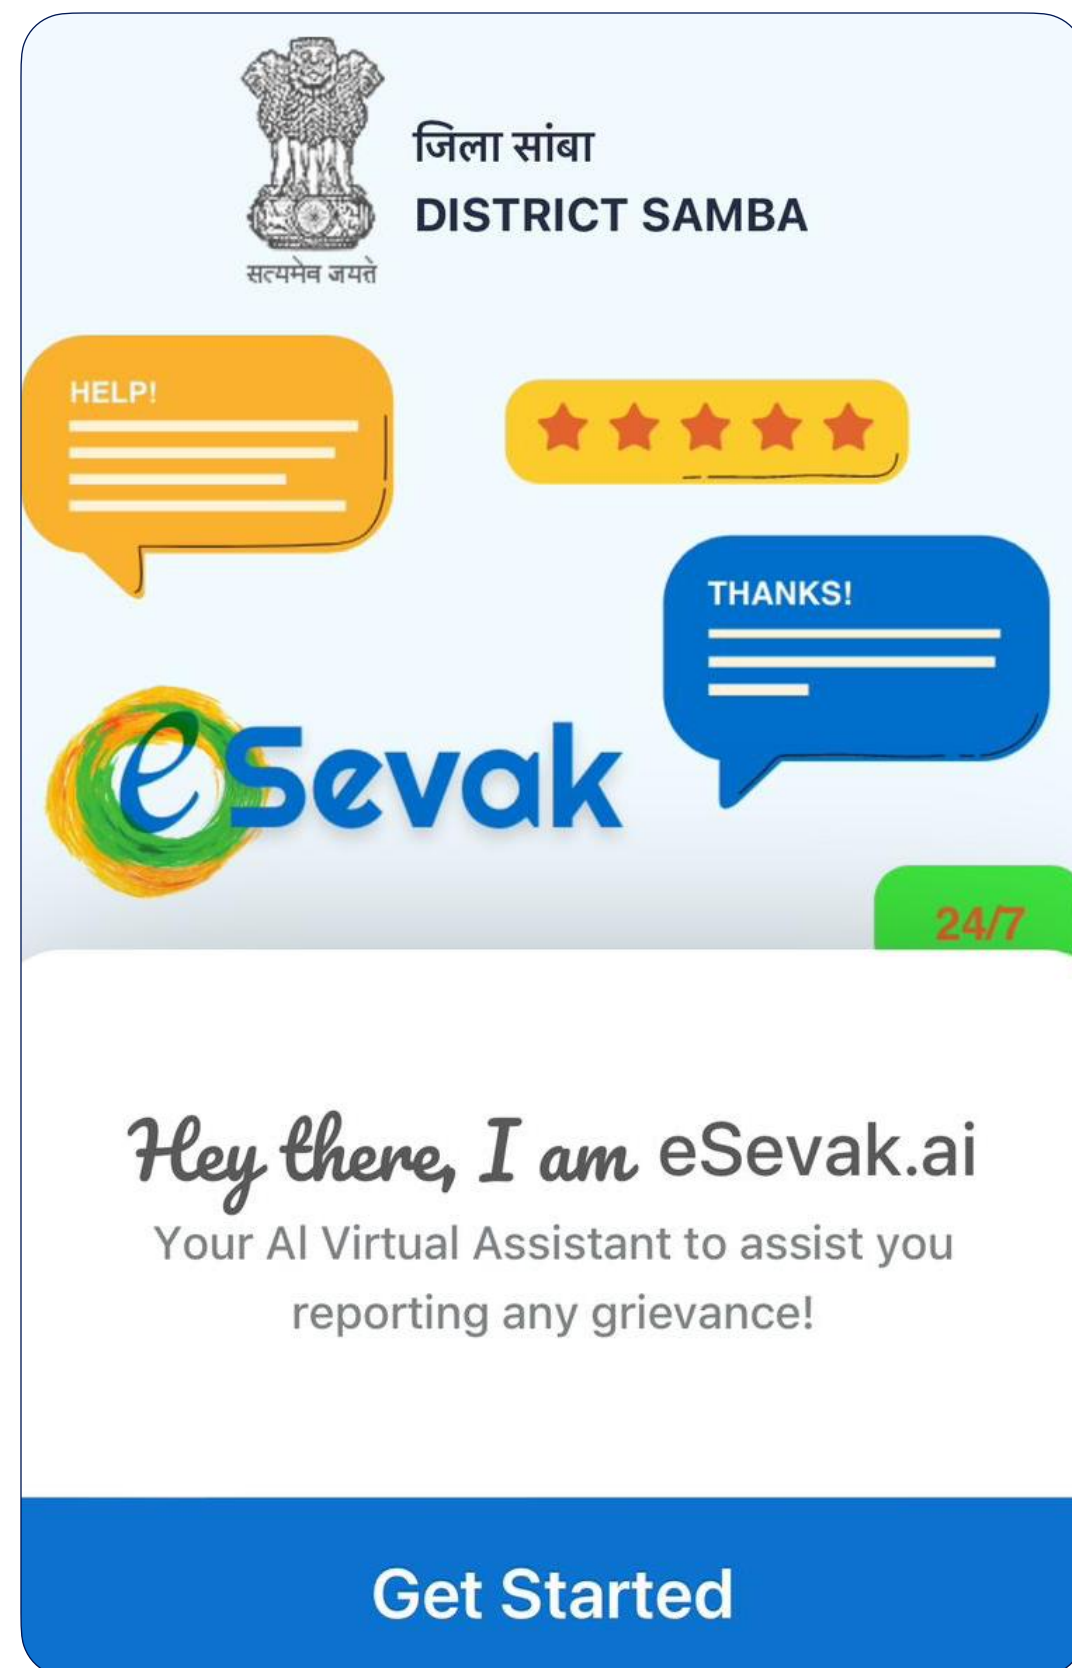 जिला सांबा
DISTRICT SAMBA
सत्यमेव जयते
HELP!
THANKS!
eSevak
24/7
Hey there, I am eSevak.ai
Your AI Virtual Assistant to assist you
reporting any grievance!
Get Started